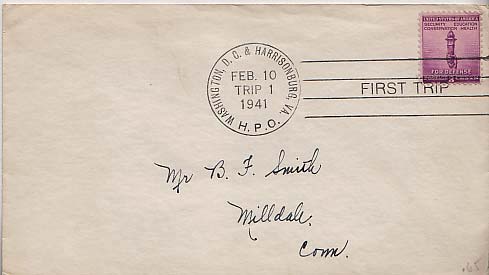 UNITED STATES OF AMERICA
SECURITY EDUCATION
CONSERVATION HEALTH
FOR DEFENSE
WASHINGTON, D. C. & HARRISONBURG, VA.
FEB. 10
TRIP 1
1941
H. P. O.
FIRST TRIP
Mr B. F. Smith
Milldale,
Conn.
.65